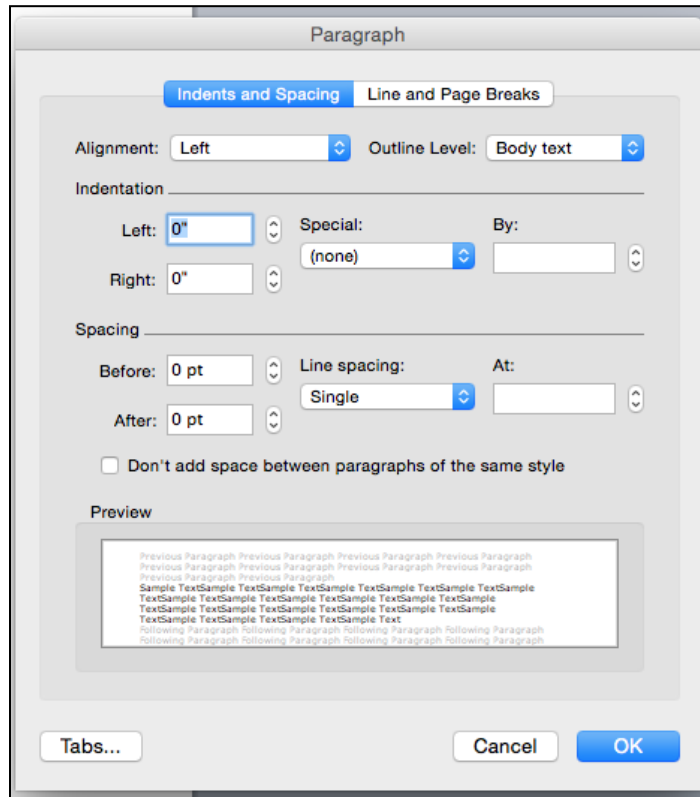 Paragraph
Indents and Spacing Line and Page Breaks
Alignment: Left Outline Level: Body text
Indentation
Left: 0" Special: By:
(none)
Right: 0"
Spacing
Before: 0 pt Line spacing: At:
Single
After: 0 pt
Don't add space between paragraphs of the same style
Preview
Previous Paragraph Previous Paragraph Previous Paragraph Previous Paragraph
Previous Paragraph Previous Paragraph Previous Paragraph Previous Paragraph
Previous Paragraph Previous Paragraph
Sample TextSample TextSample TextSample TextSample TextSample TextSample
TextSample TextSample TextSample TextSample TextSample TextSample
TextSample TextSample TextSample TextSample TextSample TextSample
TextSample TextSample TextSample TextSample Text
Following Paragraph Following Paragraph Following Paragraph Following Paragraph
Following Paragraph Following Paragraph Following Paragraph Following Paragraph
Tabs... Cancel OK